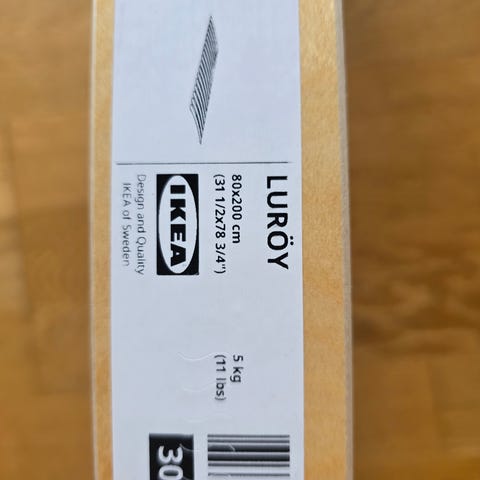 LURÖY
80x200 cm
(31 1/2x78 3/4")
IKEA
Design and Quality
IKEA of Sweden
5 kg
(11 lbs)
30